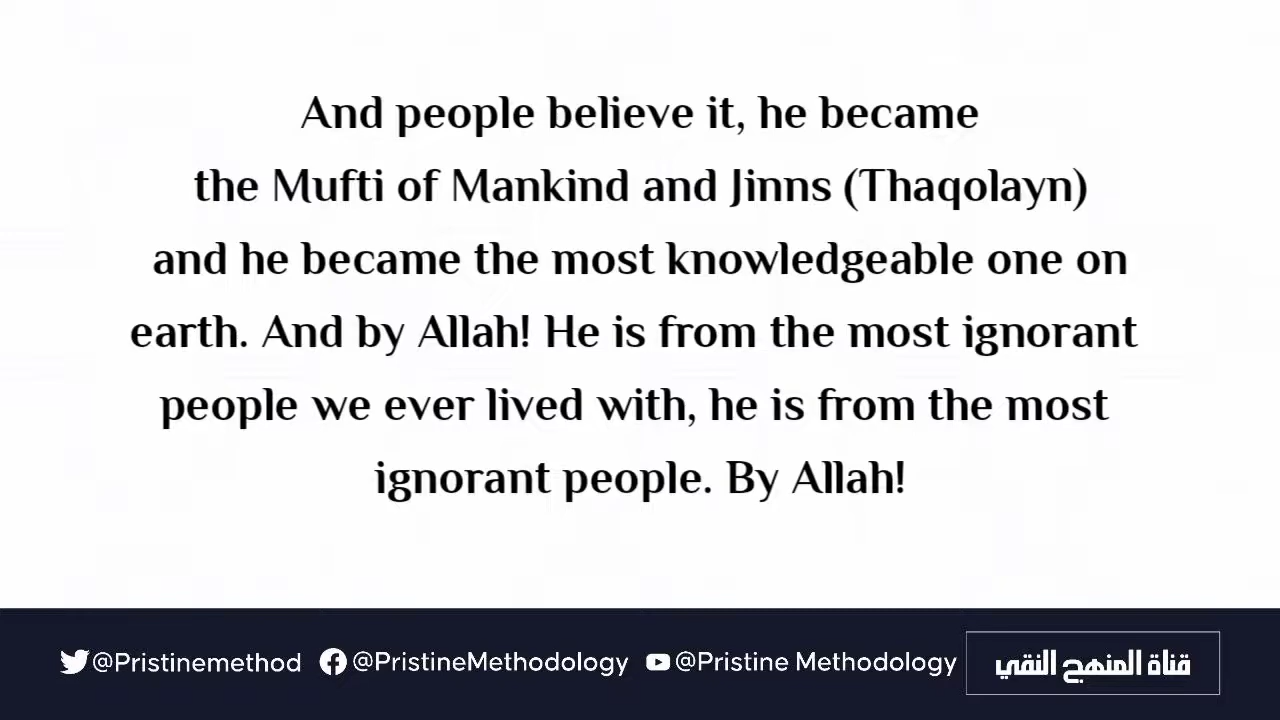 And people believe it, he became
the Mufti of Mankind and Jinns (Thaqolayn)
and he became the most knowledgeable one on
earth. And by Allah! He is from the most ignorant
people we ever lived with, he is from the most
ignorant people. By Allah!
@Pristinemethod @PristineMethodology @Pristine Methodology قناة المنهج النقي